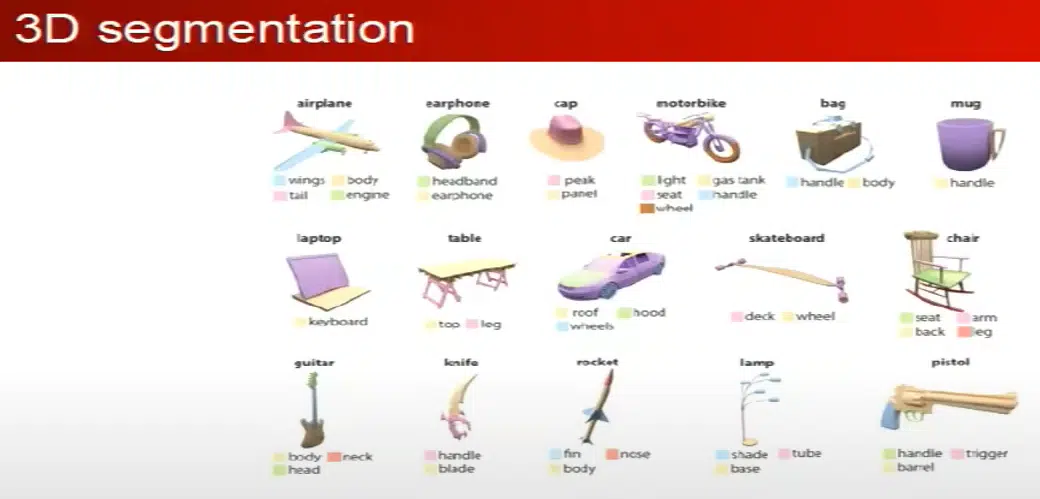 3D segmentation
airplane earphone cap motorbike bag mug
wings body headband peak light gas tank handle body handle
tail engine earphone panel seat handle
wheel
laptop table car skateboard chair
keyboard top leg roof hood deck wheel seat arm
wheels back leg
guitar knife rocket lamp pistol
body neck handle fin nose shade tube handle trigger
head blade body base barrel